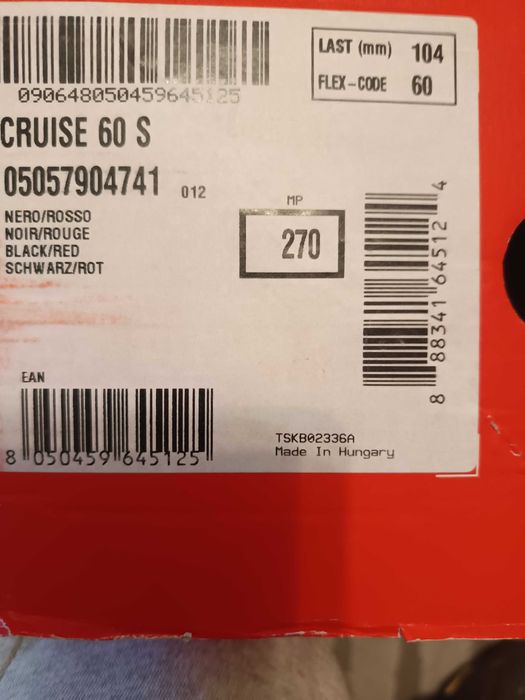 LAST (mm) 104
FLEX-CODE 60
090648050459645125
CRUISE 60 S
05057904741 012
NERO/ROSSO
NOIR/ROUGE
BLACK/RED
SCHWARZ/ROT
MP
270
8 88341 64512 4
EAN
8 050459 645125
TSKB02336A
Made In Hungary